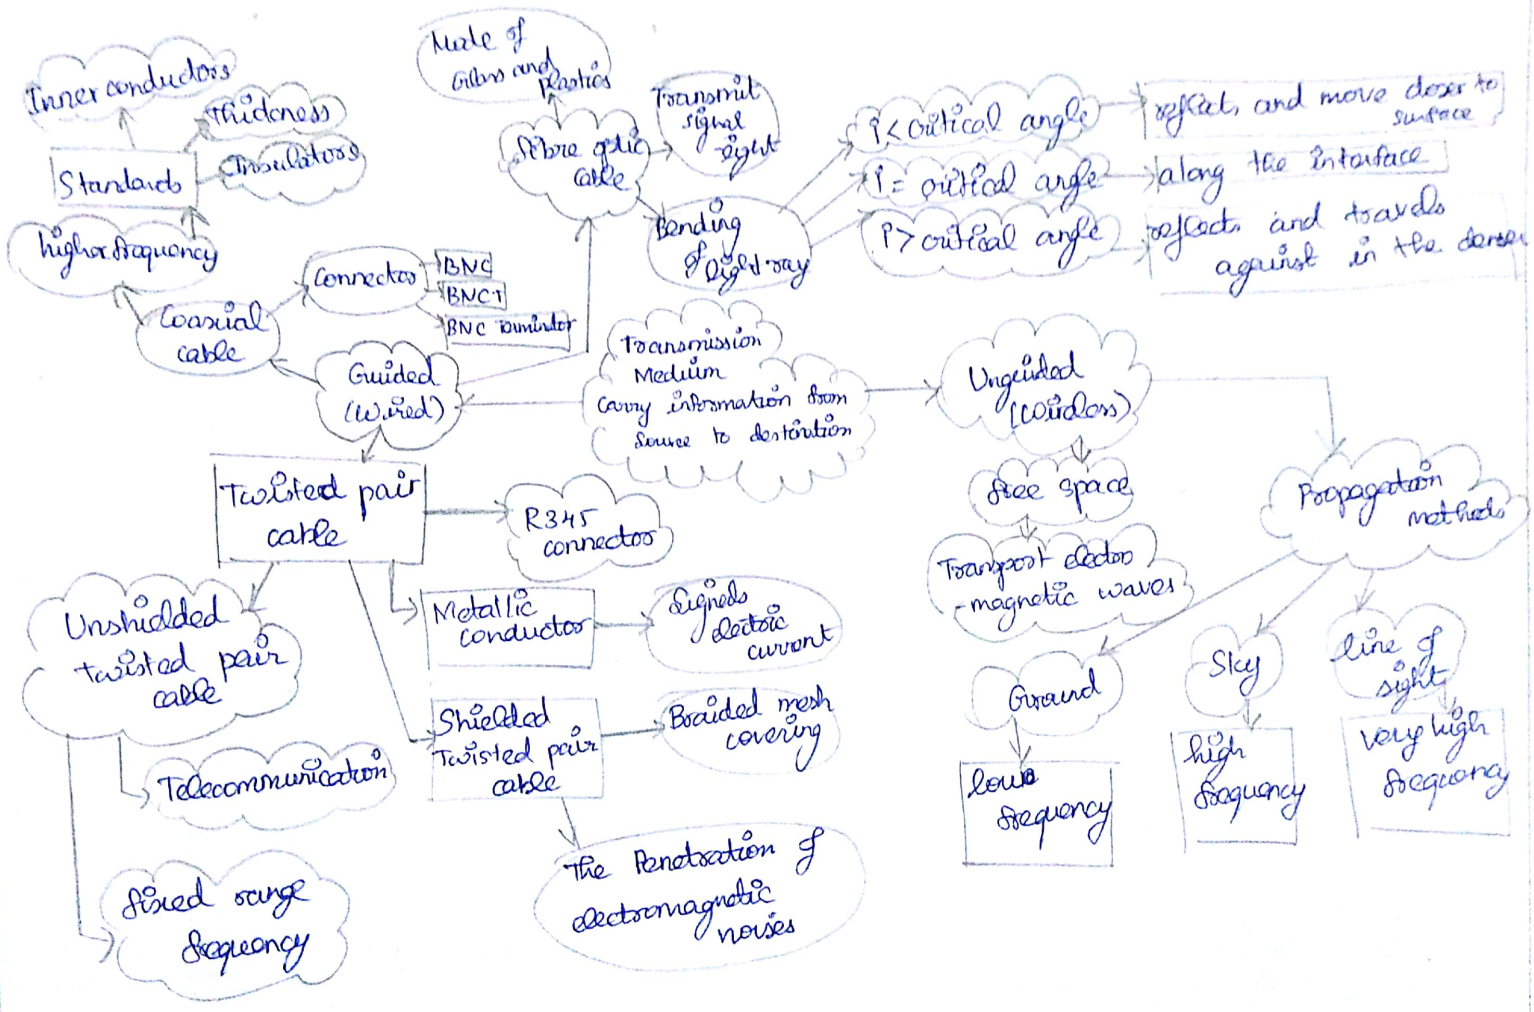 Inner conductors
Thickness
Insulators
Standards
higher frequency
Coaxial
cable
Connector
BNC
BNC T
BNC Terminator
Made of
Glass and
plastics
fibre optic
cable
Transmit
signal
light
Bending
of
light ray
i < critical angle
reflects and move closer to
surface
i = critical angle
along the interface
i > critical angle
reflects and travels
against in the denser
Guided
(Wired)
Transmission
Medium
Carry information from
source to destination
Unguided
(Wireless)
free space
Transport electro
-magnetic waves
Propagation
methods
Ground
Sky
line of
sight
low
frequency
high
frequency
very high
frequency
Twisted pair
cable
R345
connector
Metallic
conductor
Signals
electric
current
Unshielded
twisted pair
cable
Shielded
Twisted pair
cable
Braided mesh
covering
Telecommunication
fixed range
frequency
The Penetration of
electromagnetic
noises